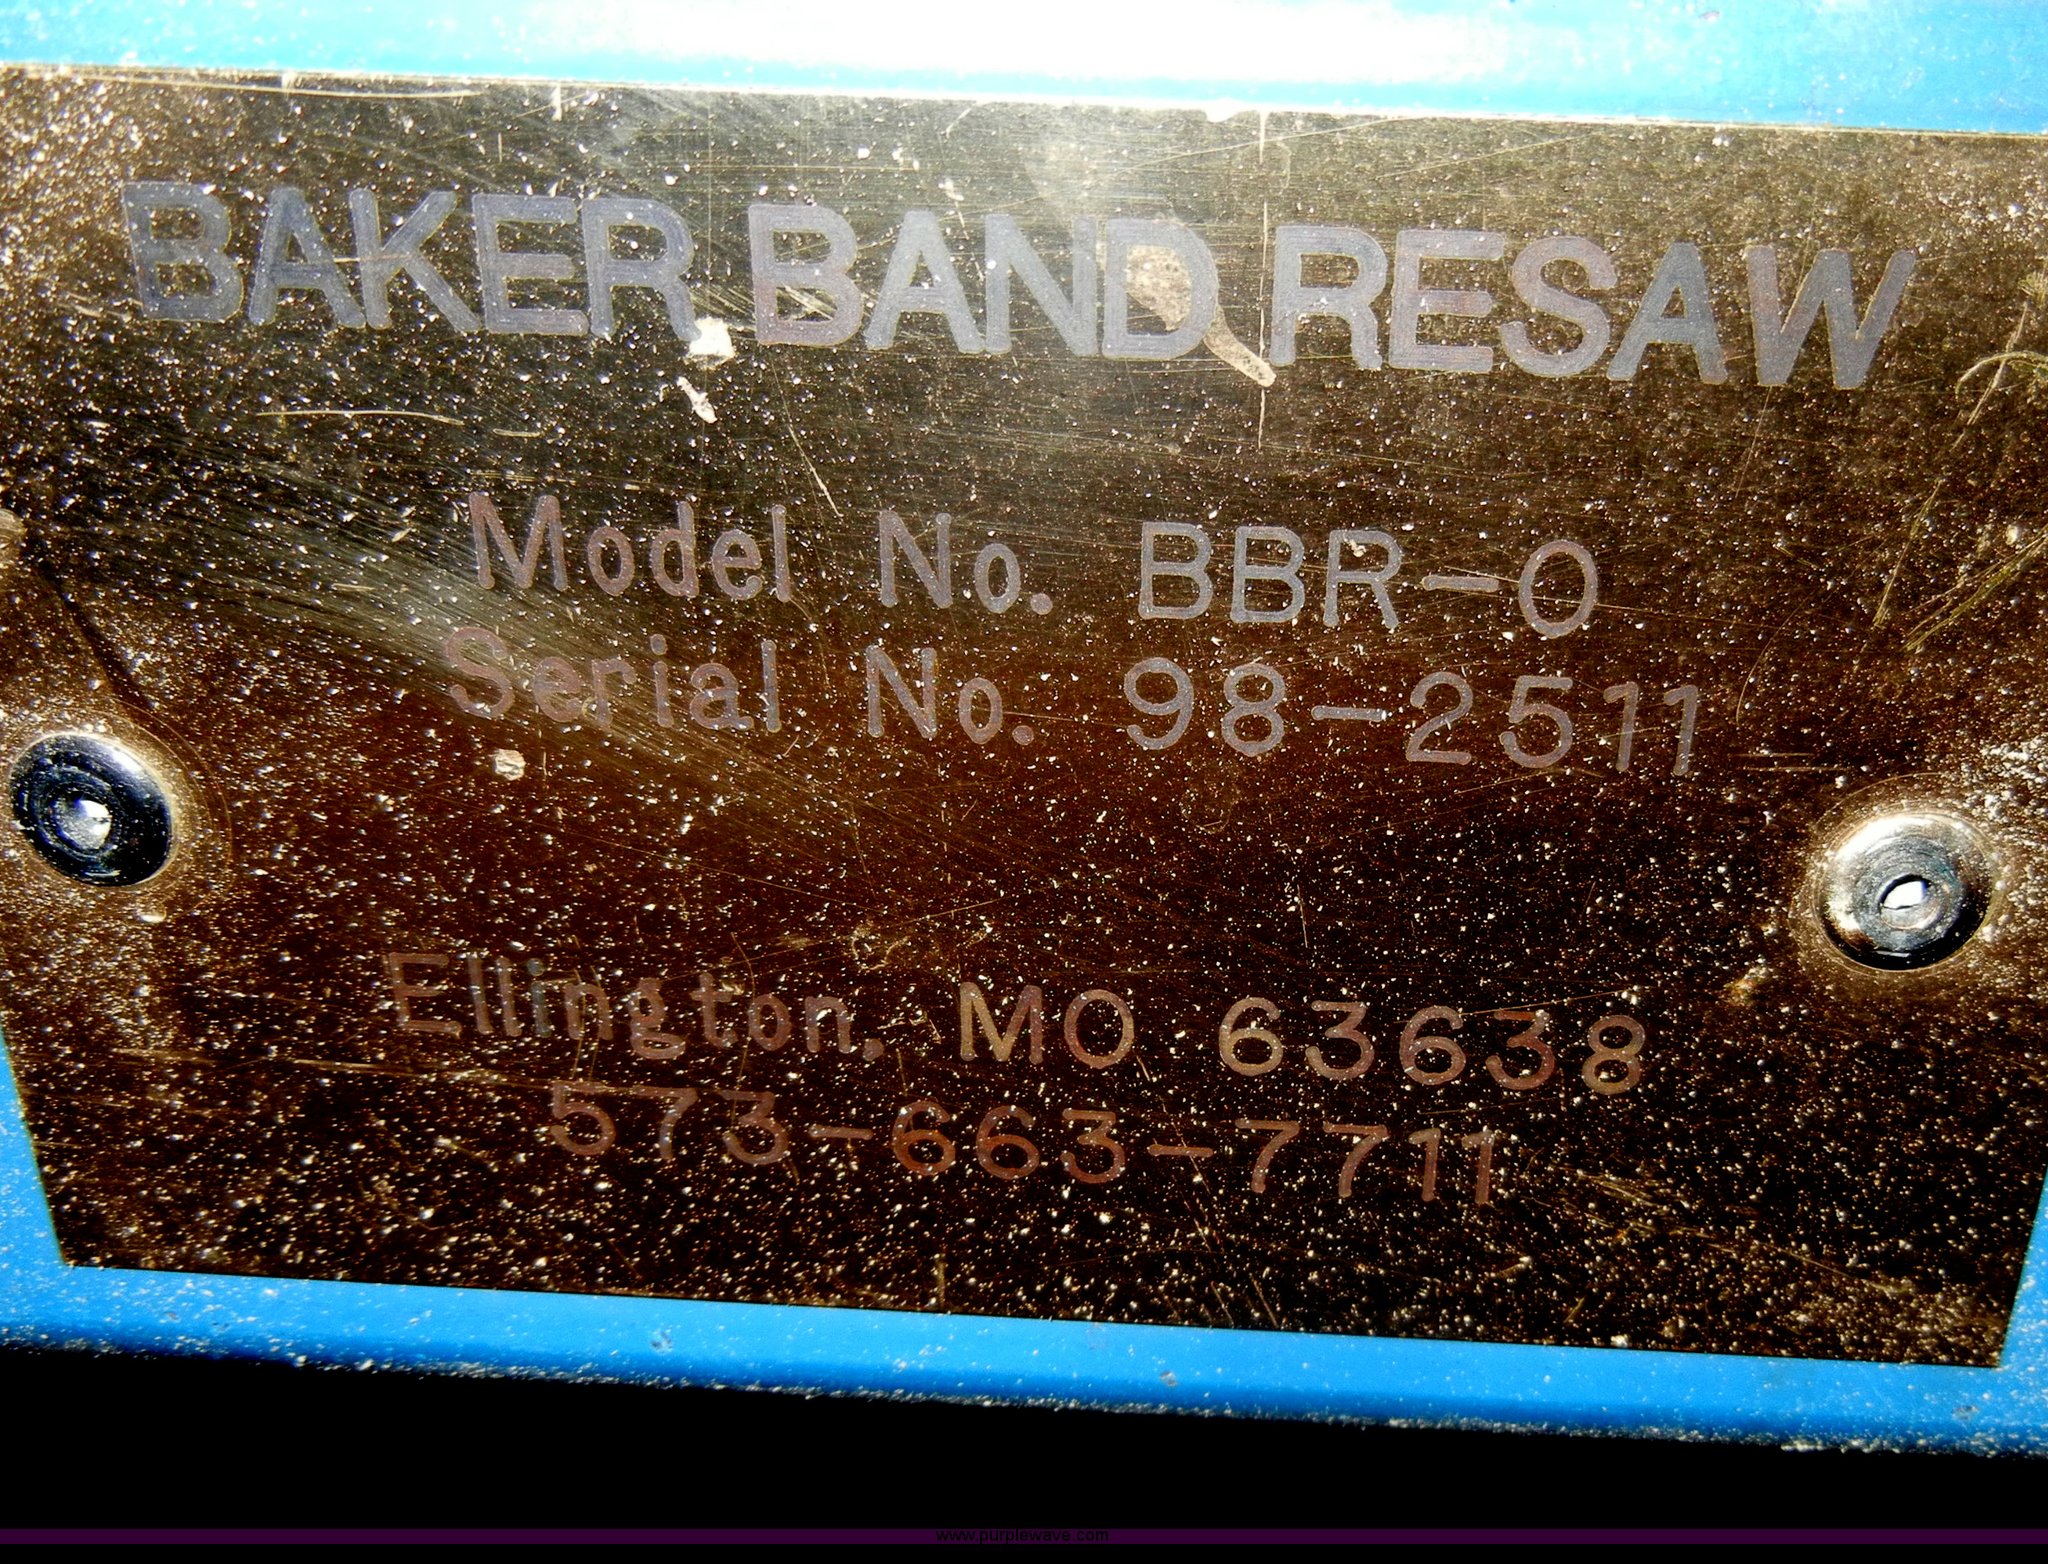 BAKER BAND RESAW
Model No. BBR-0
Serial No. 98-2511
Ellington, MO 63638
573-663-7711
www.purplewave.com